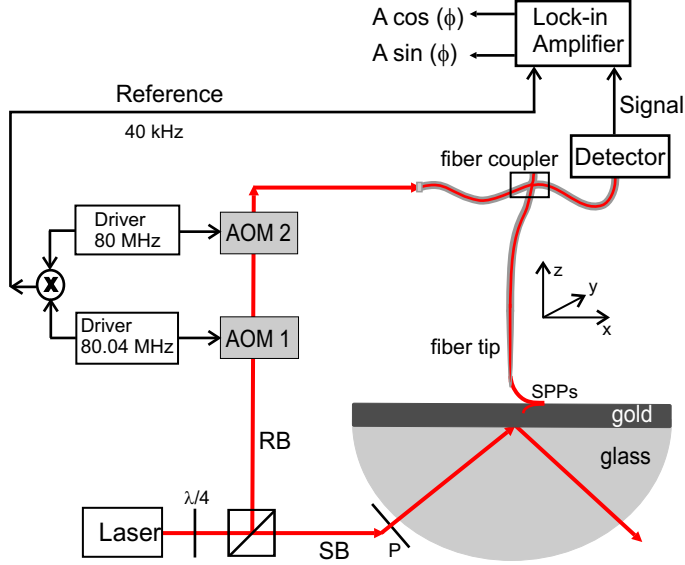 A cos (ϕ)
A sin (ϕ)
Lock-in
Amplifier
Reference
40 kHz
Signal
fiber coupler
Detector
Driver
80 MHz
AOM 2
X
Driver
80.04 MHz
AOM 1
z
y
x
fiber tip
SPPs
gold
glass
RB
λ/4
Laser
SB
P